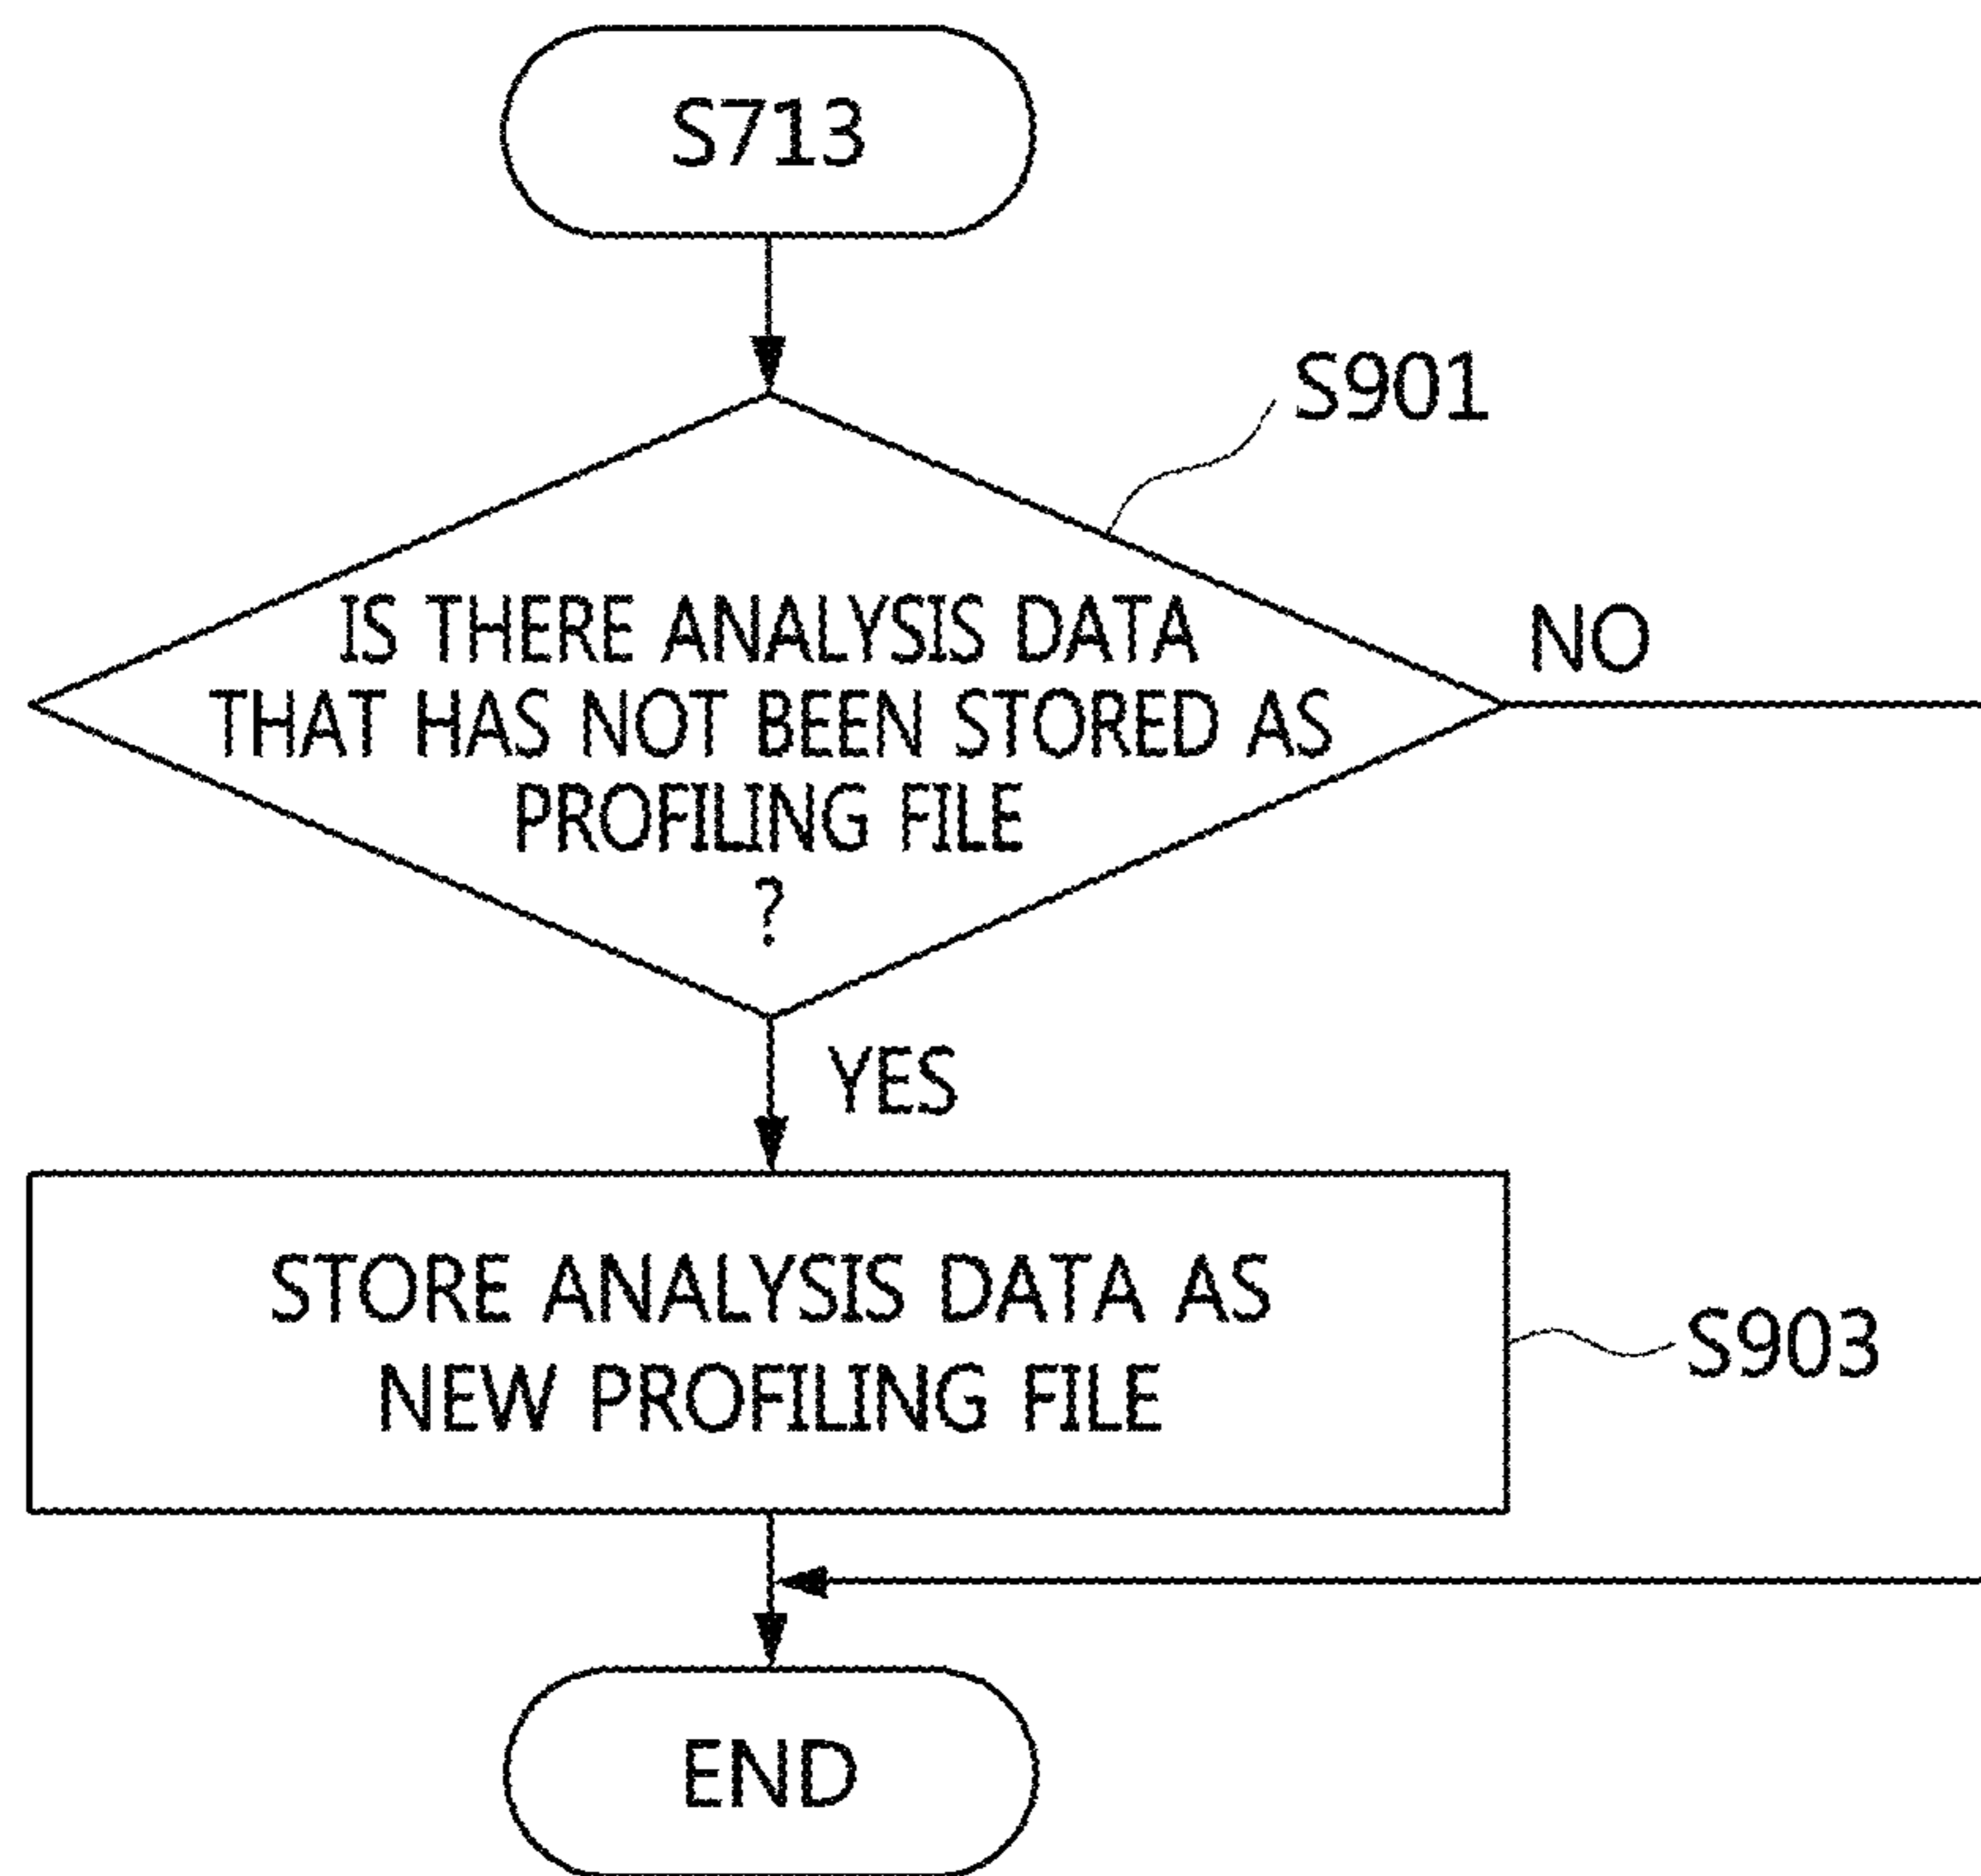 S713
S901
IS THERE ANALYSIS DATA
THAT HAS NOT BEEN STORED AS
PROFILING FILE
?
NO
YES
STORE ANALYSIS DATA AS
NEW PROFILING FILE
S903
END